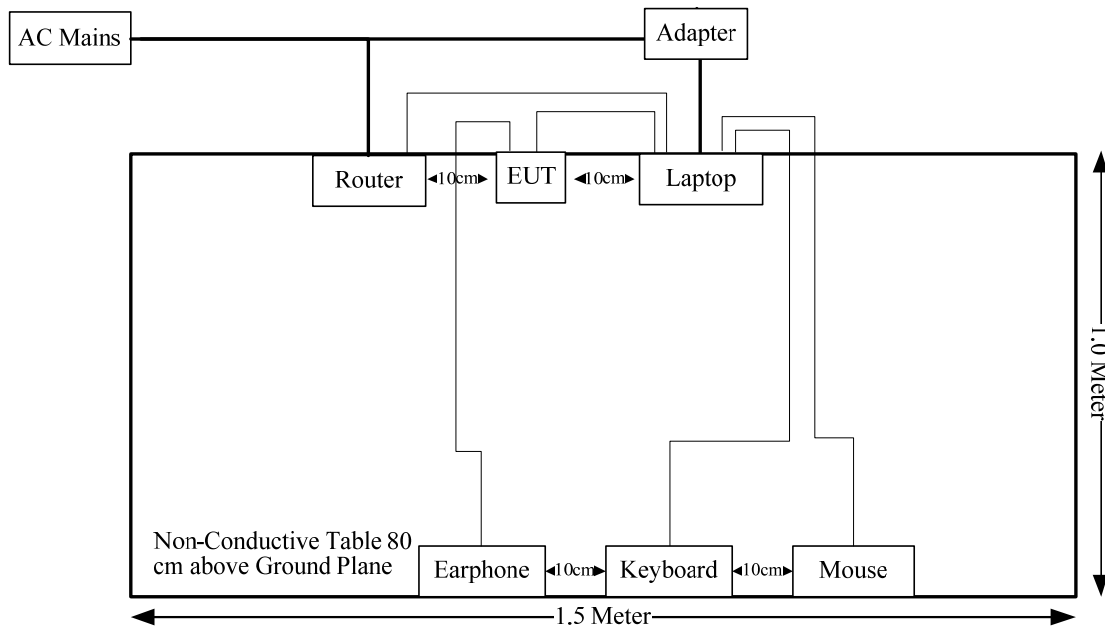 AC Mains
Adapter
Router
10cm
EUT
10cm
Laptop
1.0 Meter
Non-Conductive Table 80
cm above Ground Plane
Earphone
10cm
Keyboard
10cm
Mouse
1.5 Meter